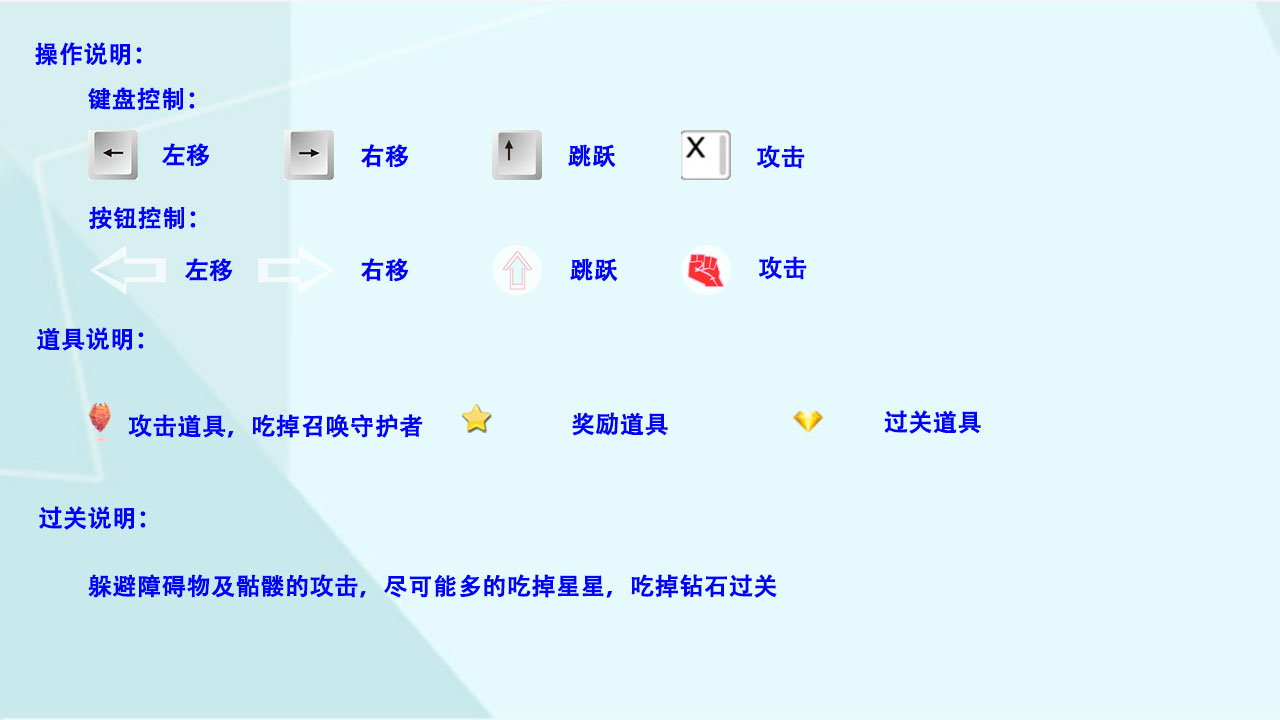 操作说明：
键盘控制：
← 左移 → 右移 ↑ 跳跃 X 攻击
按钮控制：
左移 右移 跳跃 攻击
道具说明：
攻击道具，吃掉召唤守护者 奖励道具 过关道具
过关说明：
躲避障碍物及骷髅的攻击，尽可能多的吃掉星星，吃掉钻石过关